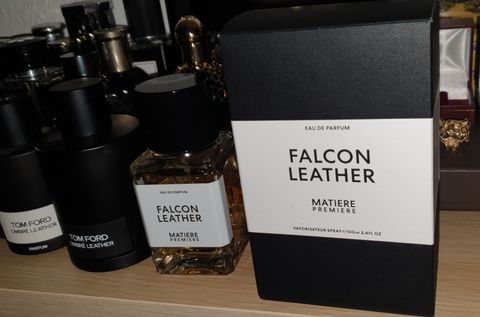 TOM FORD
OMBRÉ LEATHER
PARFUM
TOM FORD
OMBRÉ LEATHER
EAU DE PARFUM
FALCON
LEATHER
MATIERE
PREMIERE
EAU DE PARFUM
FALCON
LEATHER
MATIERE
PREMIERE
VAPORISATEUR SPRAY / 100ml 3,4FL OZ